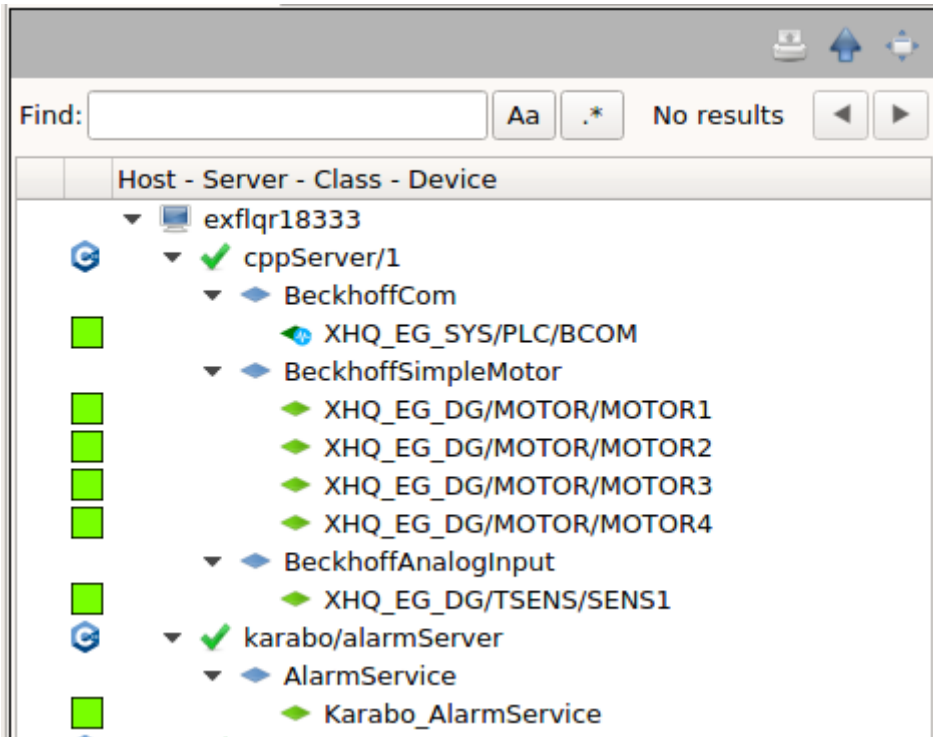 Find: Aa .* No results
Host - Server - Class - Device
exflqr18333
cppServer/1
BeckhoffCom
XHQ_EG_SYS/PLC/BCOM
BeckhoffSimpleMotor
XHQ_EG_DG/MOTOR/MOTOR1
XHQ_EG_DG/MOTOR/MOTOR2
XHQ_EG_DG/MOTOR/MOTOR3
XHQ_EG_DG/MOTOR/MOTOR4
BeckhoffAnalogInput
XHQ_EG_DG/TSENS/SENS1
karabo/alarmServer
AlarmService
Karabo_AlarmService